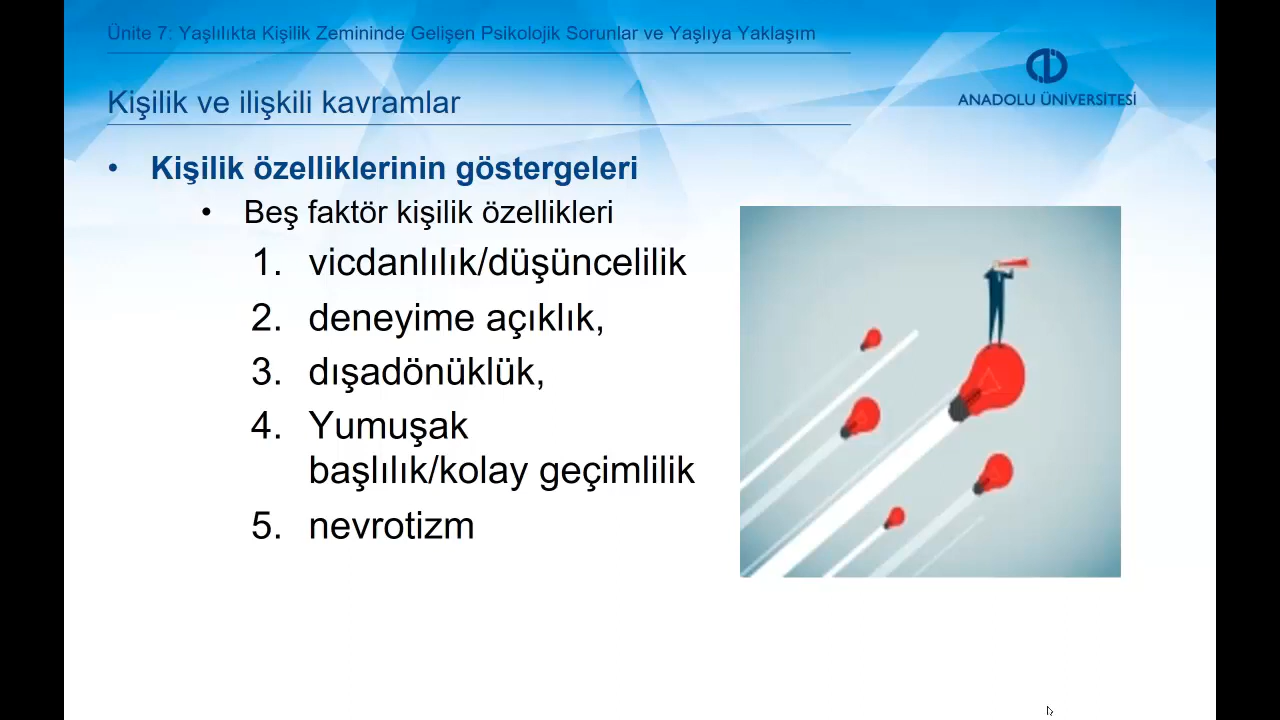 Ünite 7: Yaşlılıkta Kişilik Zemininde Gelişen Psikolojik Sorunlar ve Yaşlıya Yaklaşım
ANADOLU ÜNİVERSİTESİ
Kişilik ve ilişkili kavramlar
• Kişilik özelliklerinin göstergeleri
• Beş faktör kişilik özellikleri
1. vicdanlılık/düşüncelilik
2. deneyime açıklık,
3. dışadönüklük,
4. Yumuşak
başlılık/kolay geçimlilik
5. nevrotizm